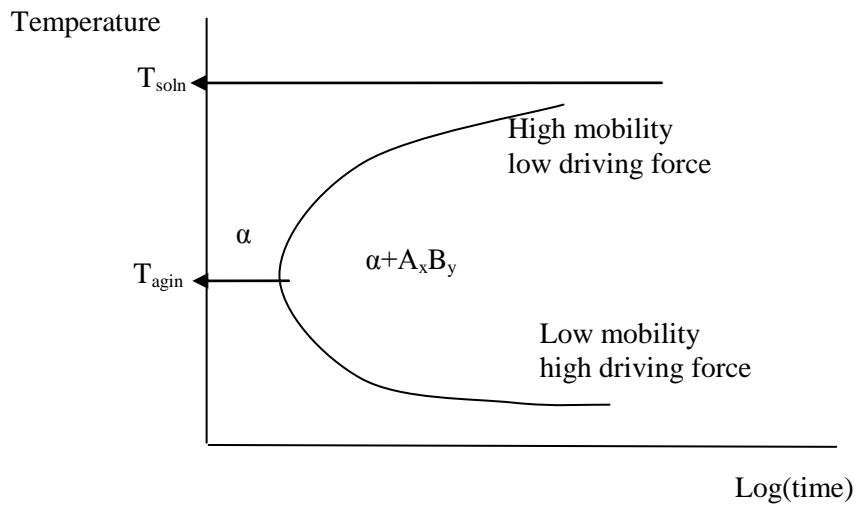 Temperature
T_soln
High mobility
low driving force
α
α+A_xB_y
T_agin
Low mobility
high driving force
Log(time)